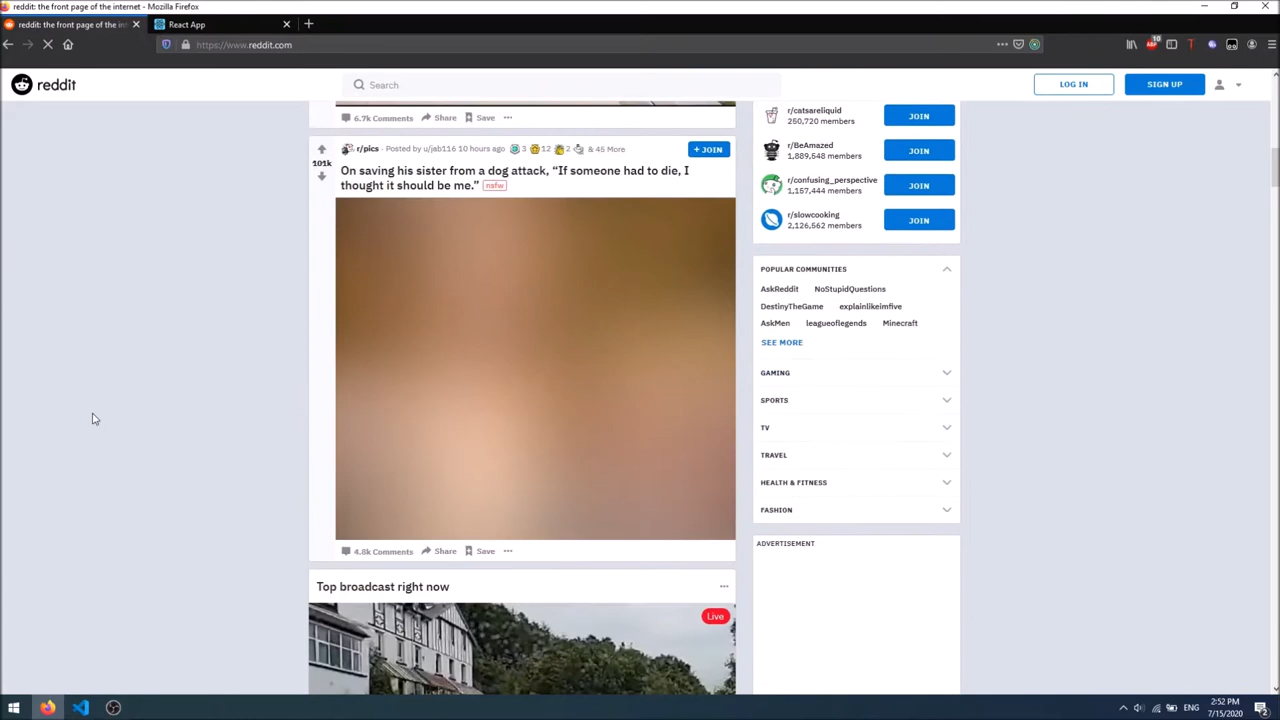 reddit: the front page of the internet - Mozilla Firefox
reddit: the front page of the in
React App
https://www.reddit.com
10
reddit
Search
LOG IN
SIGN UP
6.7k Comments
Share
Save
r/pics · Posted by u/jab116 10 hours ago
3
12
2
& 45 More
+ JOIN
101k
On saving his sister from a dog attack, “If someone had to die, I
thought it should be me.” nsfw
4.8k Comments
Share
Save
Top broadcast right now
Live
r/catsareliquid
250,720 members
JOIN
r/BeAmazed
1,889,548 members
JOIN
r/confusing_perspective
1,157,444 members
JOIN
r/slowcooking
2,126,562 members
JOIN
POPULAR COMMUNITIES
AskReddit
NoStupidQuestions
DestinyTheGame
explainlikeimfive
AskMen
leagueoflegends
Minecraft
SEE MORE
GAMING
SPORTS
TV
TRAVEL
HEALTH & FITNESS
FASHION
ADVERTISEMENT
ENG
2:52 PM
7/15/2020
2